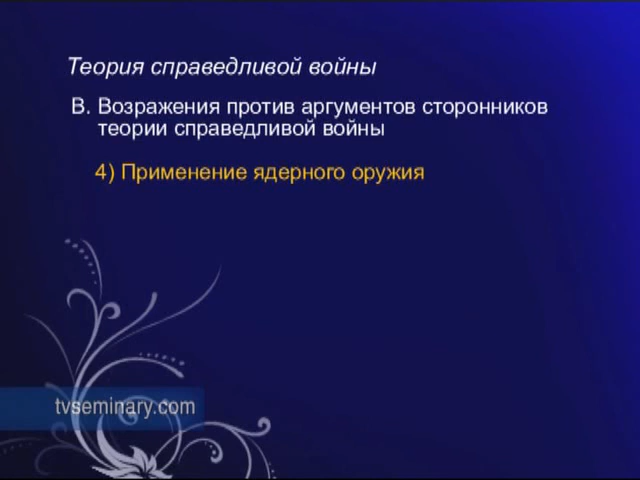 Теория справедливой войны
В. Возражения против аргументов сторонников
теории справедливой войны
4) Применение ядерного оружия
tvseminary.com